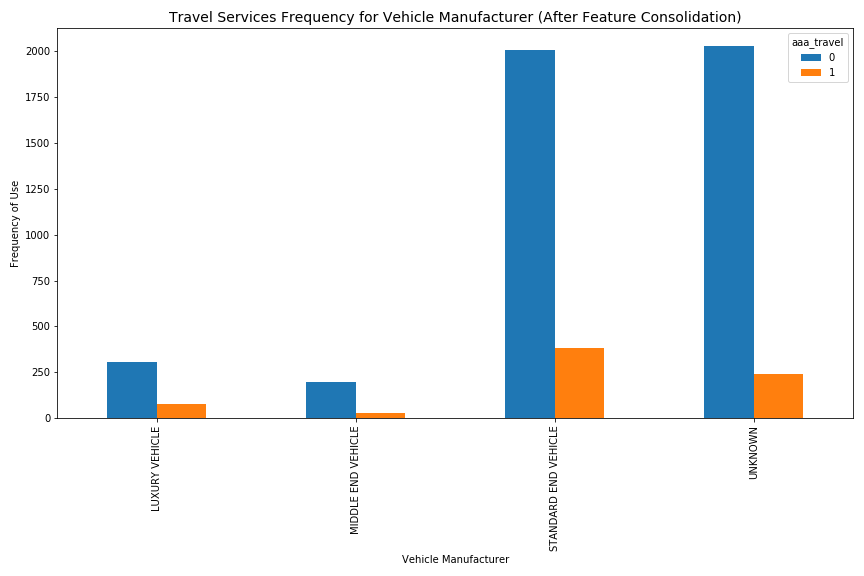 Travel Services Frequency for Vehicle Manufacturer (After Feature Consolidation)
aaa_travel
0
1
2000
1750
1500
1250
1000
750
500
250
0
Frequency of Use
LUXURY VEHICLE
MIDDLE END VEHICLE
STANDARD END VEHICLE
UNKNOWN
Vehicle Manufacturer